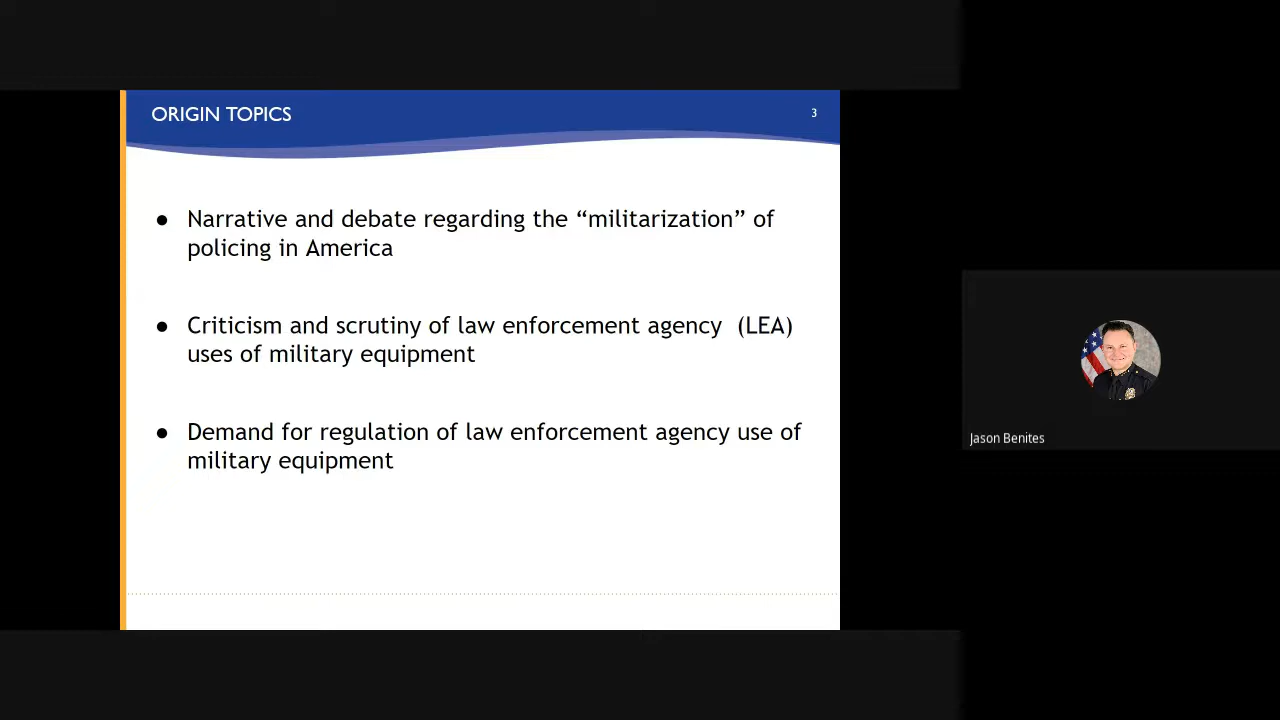 ORIGIN TOPICS
3
● Narrative and debate regarding the “militarization” of
policing in America
● Criticism and scrutiny of law enforcement agency  (LEA)
uses of military equipment
● Demand for regulation of law enforcement agency use of
military equipment
Jason Benites